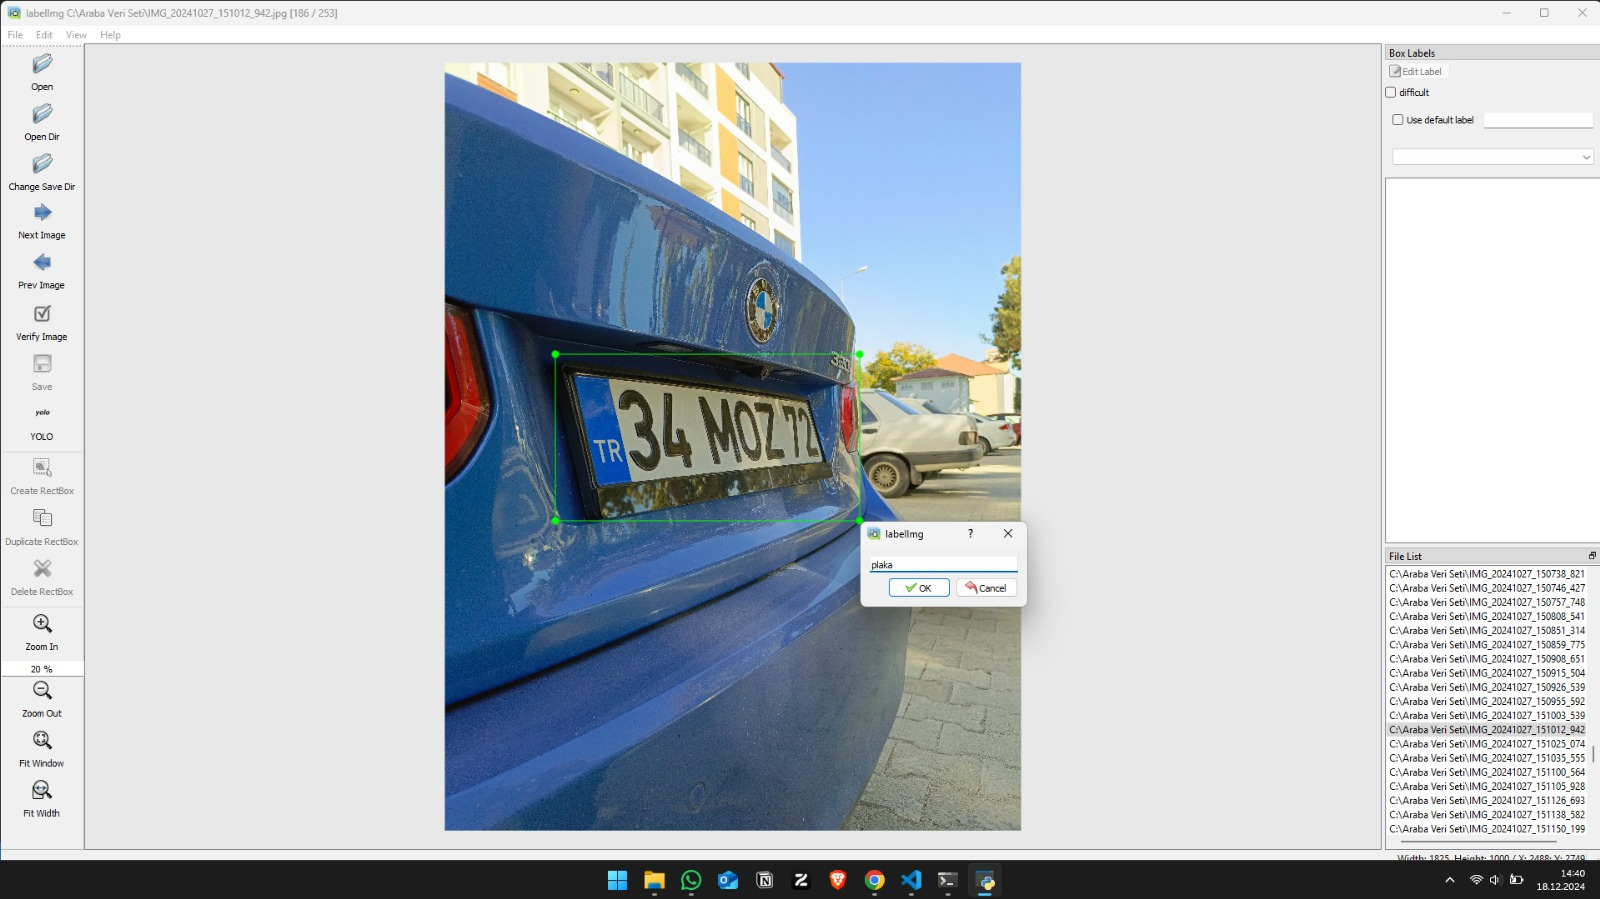 labelImg C:\Araba Veri Seti\IMG_20241027_151012_942.jpg [186 / 253]
File Edit View Help
Open
Open Dir
Change Save Dir
Next Image
Prev Image
Verify Image
Save
yolo
YOLO
Create RectBox
Duplicate RectBox
Delete RectBox
Zoom In
20 %
Zoom Out
Fit Window
Fit Width
TR 34 MOZ 72
labelImg ?
plaka
OK Cancel
Box Labels
Edit Label
difficult
Use default label
File List
C:\Araba Veri Seti\IMG_20241027_150738_821
C:\Araba Veri Seti\IMG_20241027_150746_427
C:\Araba Veri Seti\IMG_20241027_150757_748
C:\Araba Veri Seti\IMG_20241027_150808_541
C:\Araba Veri Seti\IMG_20241027_150851_314
C:\Araba Veri Seti\IMG_20241027_150859_775
C:\Araba Veri Seti\IMG_20241027_150908_651
C:\Araba Veri Seti\IMG_20241027_150915_504
C:\Araba Veri Seti\IMG_20241027_150926_539
C:\Araba Veri Seti\IMG_20241027_150955_592
C:\Araba Veri Seti\IMG_20241027_151003_539
C:\Araba Veri Seti\IMG_20241027_151012_942
C:\Araba Veri Seti\IMG_20241027_151025_074
C:\Araba Veri Seti\IMG_20241027_151035_555
C:\Araba Veri Seti\IMG_20241027_151100_564
C:\Araba Veri Seti\IMG_20241027_151105_928
C:\Araba Veri Seti\IMG_20241027_151126_693
C:\Araba Veri Seti\IMG_20241027_151138_582
C:\Araba Veri Seti\IMG_20241027_151150_199
Width: 1825, Height: 1000 / X: 2488; Y: 2749
14:40
18.12.2024